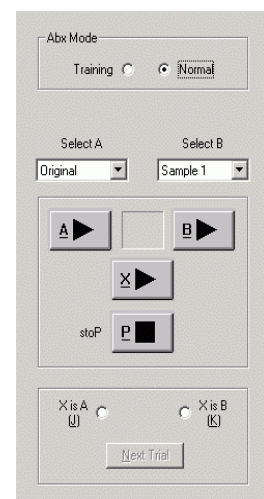 Abx Mode
Training Normal
Select A Select B
Original Sample 1
A B
X
stoP P
X is A X is B
(J) (K)
Next Trial